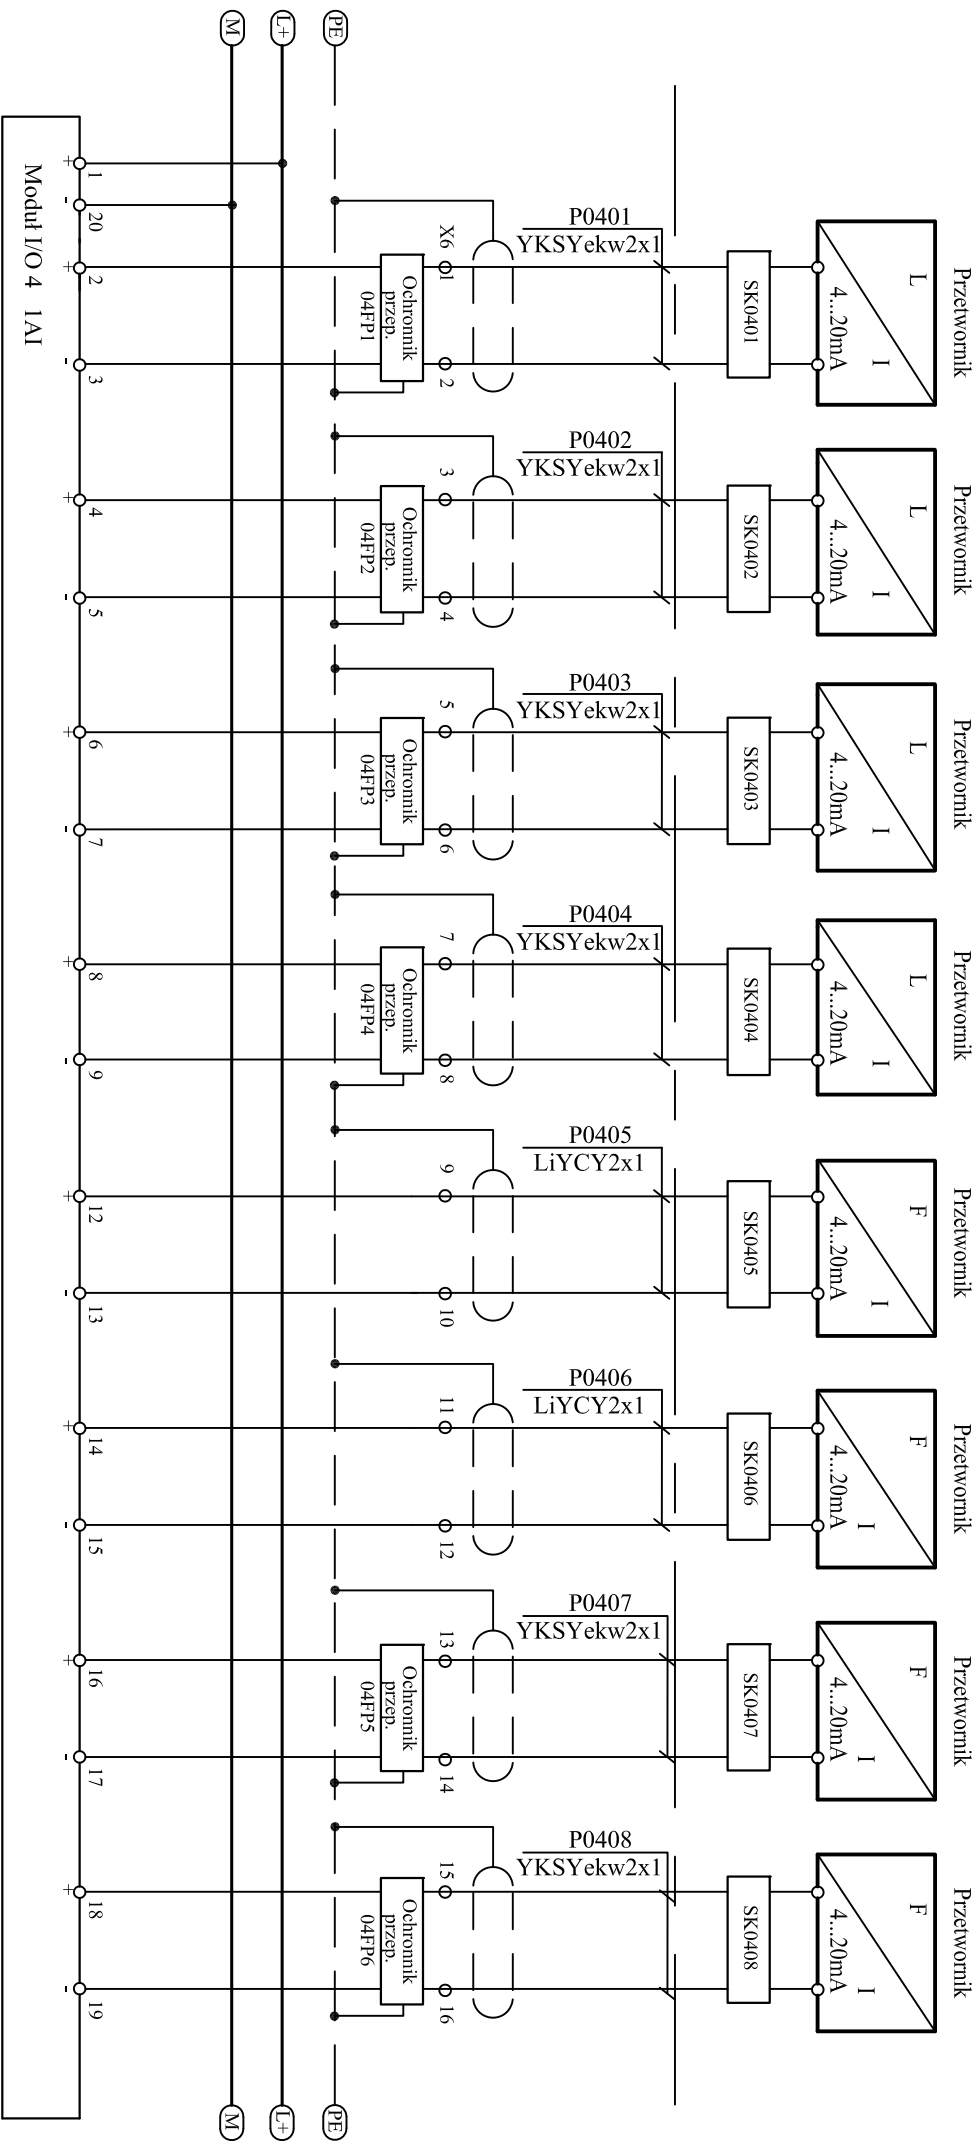 Przetwornik
L
I
4...20mA
SK0401
P0401
YKSYekw2x1
X6
1
2
Ochronnik
przep.
04FP1
Przetwornik
L
I
4...20mA
SK0402
P0402
YKSYekw2x1
3
4
Ochronnik
przep.
04FP2
Przetwornik
L
I
4...20mA
SK0403
P0403
YKSYekw2x1
5
6
Ochronnik
przep.
04FP3
Przetwornik
L
I
4...20mA
SK0404
P0404
YKSYekw2x1
7
8
Ochronnik
przep.
04FP4
Przetwornik
F
I
4...20mA
SK0405
P0405
LiYCY2x1
9
10
Przetwornik
F
I
4...20mA
SK0406
P0406
LiYCY2x1
11
12
Przetwornik
F
I
4...20mA
SK0407
P0407
YKSYekw2x1
13
14
Ochronnik
przep.
04FP5
Przetwornik
F
I
4...20mA
SK0408
P0408
YKSYekw2x1
15
16
Ochronnik
przep.
04FP6
PE
PE
L+
L+
M
M
1 20 2 3 4 5 6 7 8 9 12 13 14 15 16 17 18 19
+ - + - + - + - + - + - + - + - + -
Moduł I/O 4 1AI